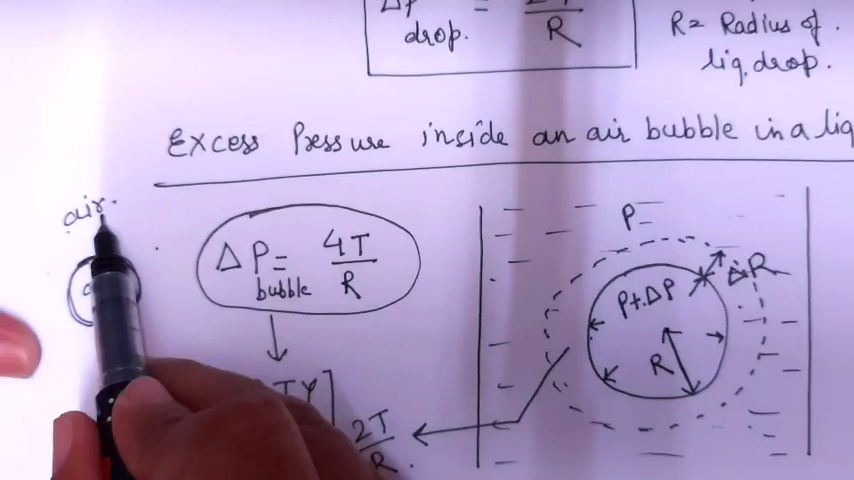 drop.
= 2T/R
R = Radius of
liq. drop.
Excess Pressure inside an air bubble in a liq
air.
ΔP bubble = 4T/R
2T/R.
P
P+ΔP
ΔR
R